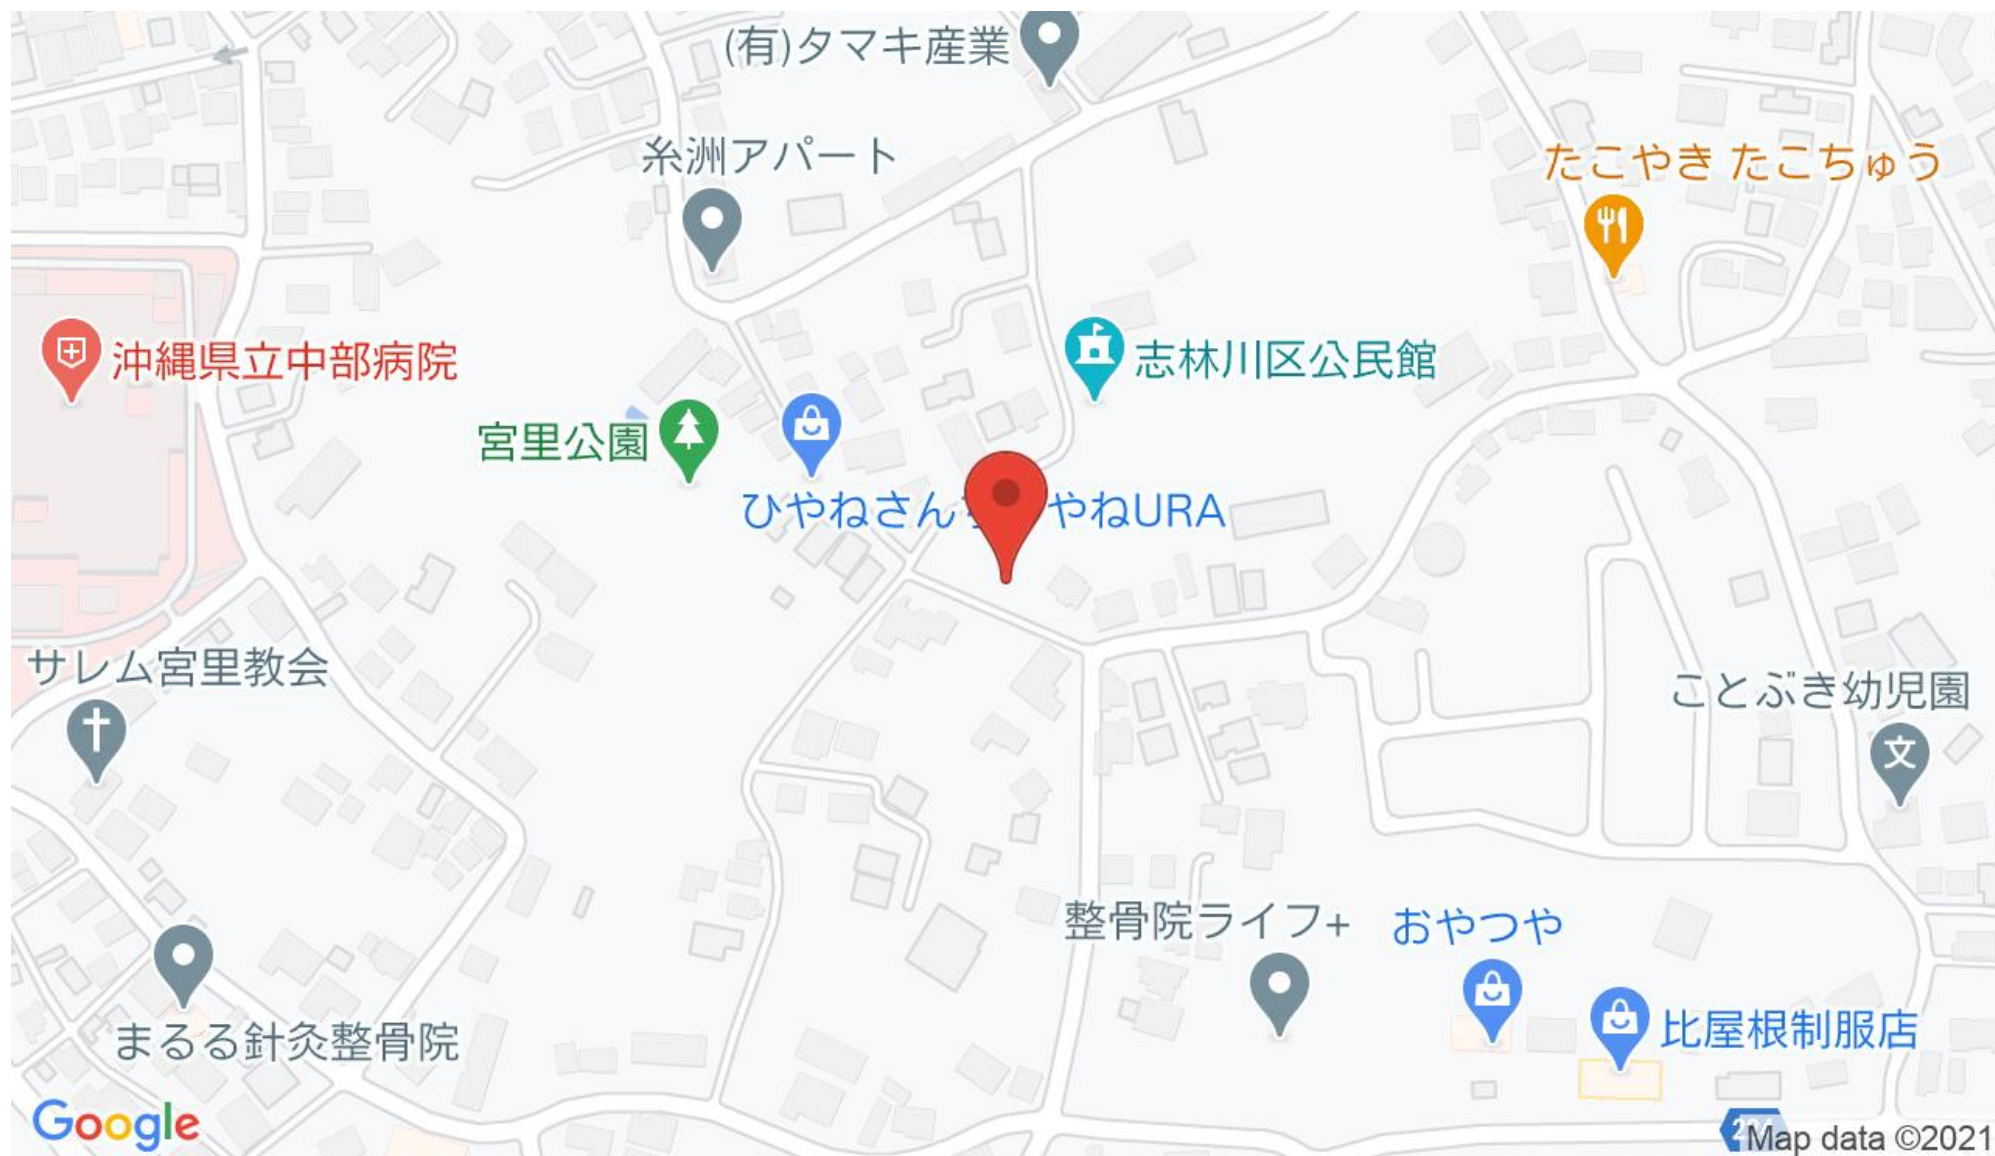 (有)タマキ産業
糸洲アパート
たこやき たこちゅう
沖縄県立中部病院
志林川区公民館
宮里公園
ひやねさん やねURA
サレム宮里教会
ことぶき幼児園
文
整骨院ライフ+
おやつや
比屋根制服店
まるる針灸整骨院
Google
Map data ©2021